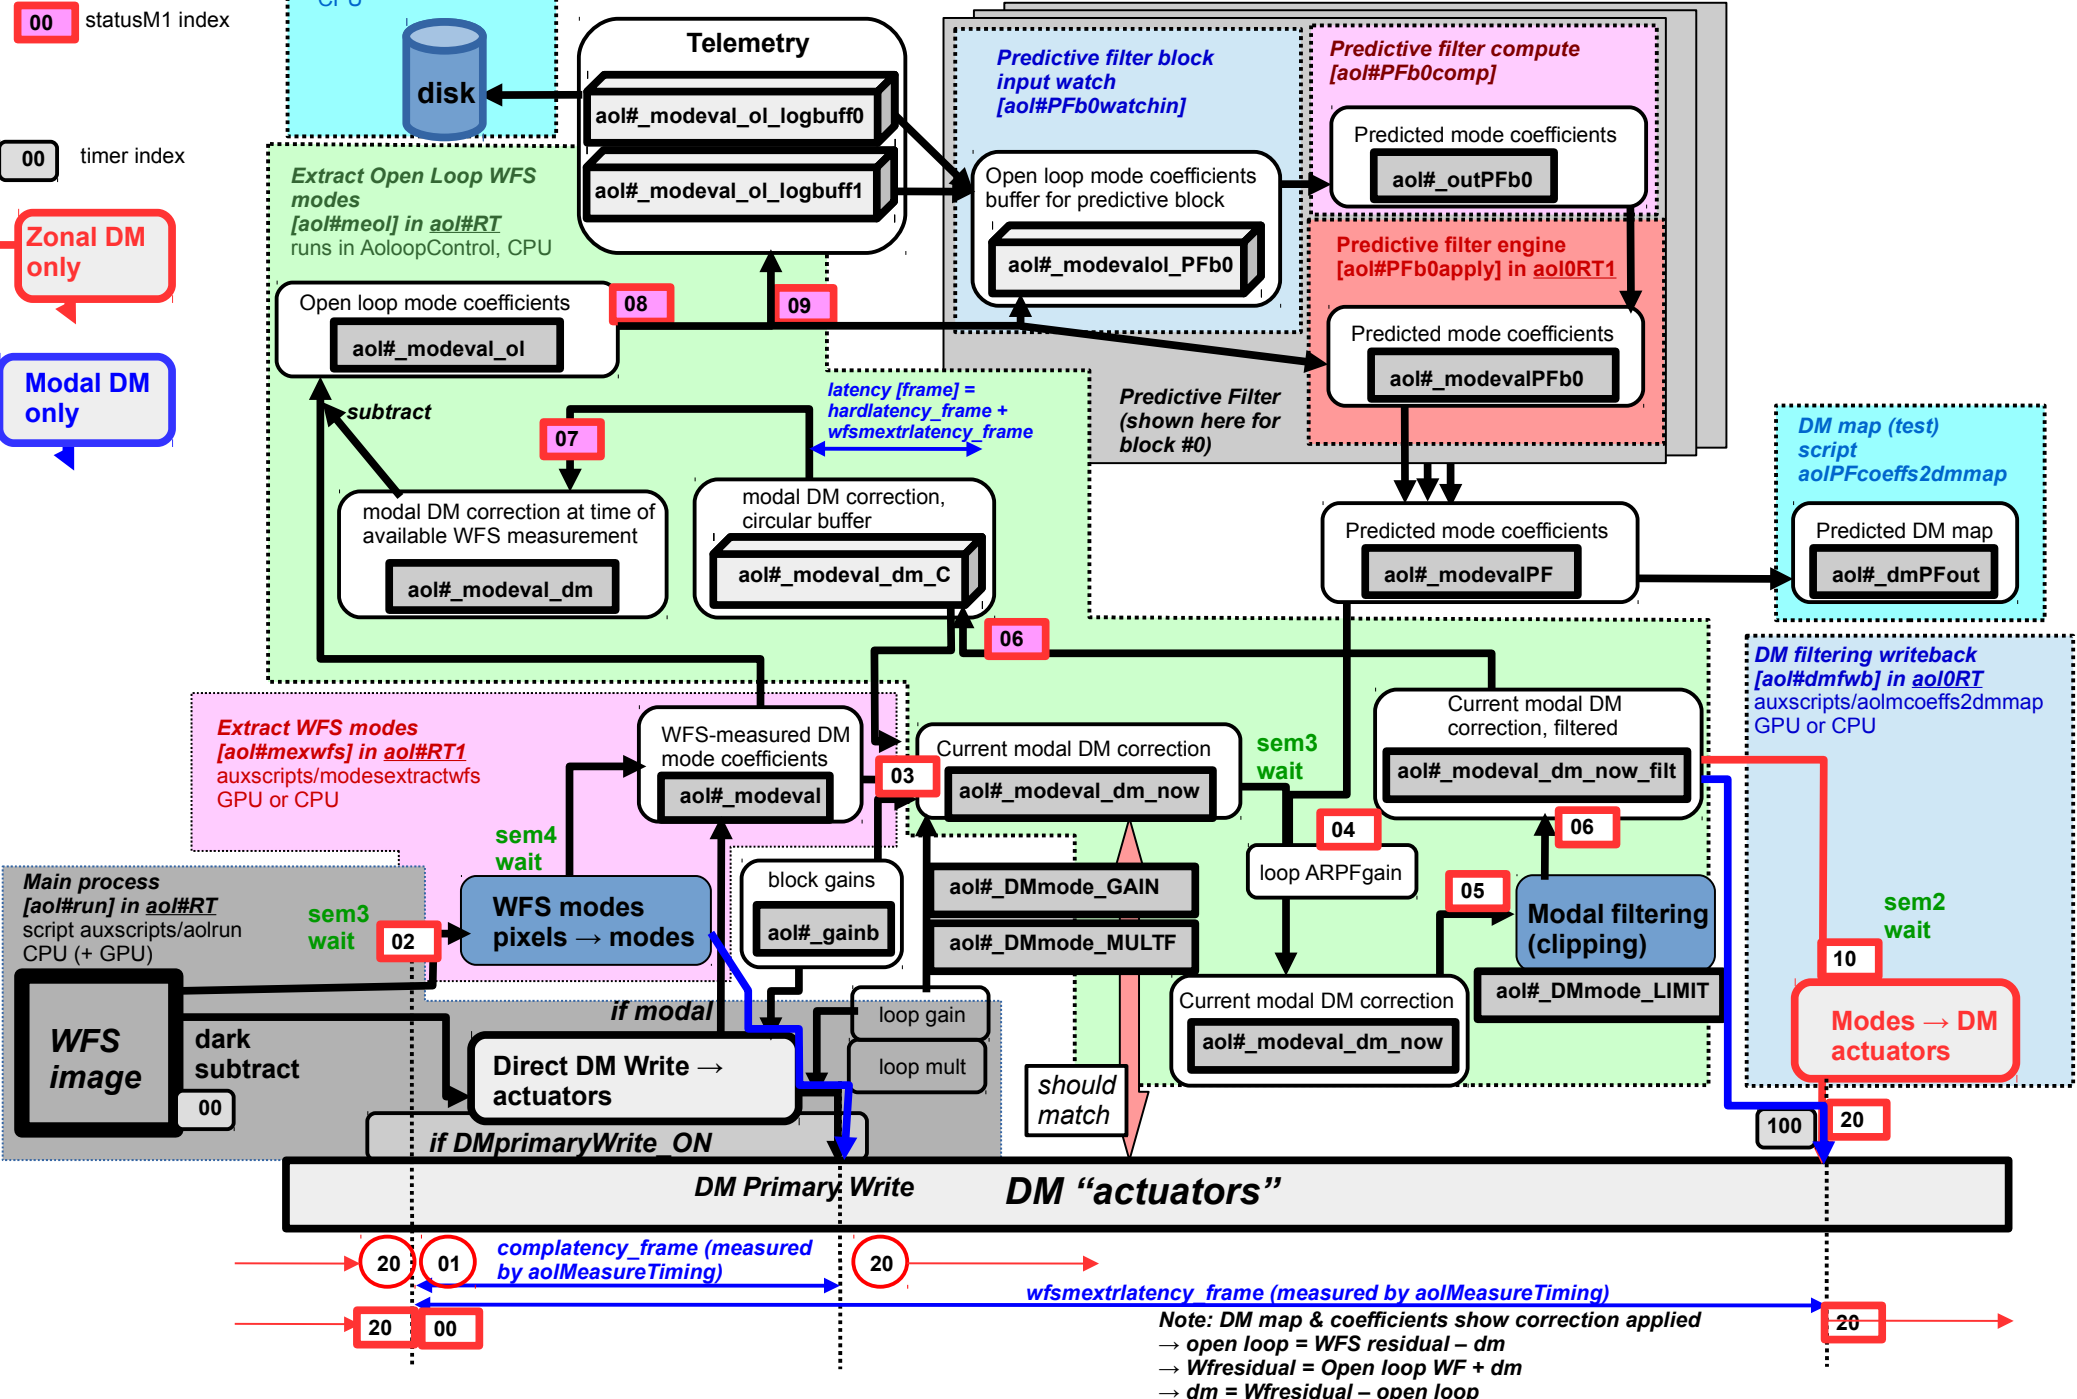 CPU
00
statusM1 index
00
timer index
Zonal DM
only
Modal DM
only
disk
Telemetry
aol#_modeval_ol_logbuff0
aol#_modeval_ol_logbuff1
Predictive filter block
input watch
[aol#PFb0watchin]
Open loop mode coefficients
buffer for predictive block
aol#_modevalol_PFb0
Predictive filter compute
[aol#PFb0comp]
Predicted mode coefficients
aol#_outPFb0
Predictive filter engine
[aol#PFb0apply] in aol0RT1
Predicted mode coefficients
aol#_modevalPFb0
Predictive Filter
(shown here for
block #0)
Extract Open Loop WFS
modes
[aol#meol] in aol#RT
runs in AoloopControl, CPU
Open loop mode coefficients
aol#_modeval_ol
08
09
subtract
07
latency [frame] =
hardlatency_frame +
wfsmextrlatency_frame
modal DM correction at time of
available WFS measurement
aol#_modeval_dm
modal DM correction,
circular buffer
aol#_modeval_dm_C
06
Predicted mode coefficients
aol#_modevalPF
DM map (test)
script
aolPFcoeffs2dmmap
Predicted DM map
aol#_dmPFout
DM filtering writeback
[aol#dmfwb] in aol0RT
auxscripts/aolmcoeffs2dmmap
GPU or CPU
Extract WFS modes
[aol#mexwfs] in aol#RT1
auxscripts/modesextractwfs
GPU or CPU
WFS-measured DM
mode coefficients
aol#_modeval
03
Current modal DM correction
aol#_modeval_dm_now
sem3
wait
Current modal DM
correction, filtered
aol#_modeval_dm_now_filt
04
06
loop ARPFgain
sem4
wait
block gains
aol#_gainb
aol#_DMmode_GAIN
aol#_DMmode_MULTF
05
Modal filtering
(clipping)
aol#_DMmode_LIMIT
sem2
wait
10
Modes → DM
actuators
Main process
[aol#run] in aol#RT
script auxscripts/aolrun
CPU (+ GPU)
sem3
wait
02
WFS modes
pixels → modes
WFS
image
dark
subtract
00
if modal
Direct DM Write →
actuators
loop gain
loop mult
Current modal DM correction
aol#_modeval_dm_now
should
match
100
20
if DMprimaryWrite_ON
DM Primary Write
DM “actuators”
20
01
complatency_frame (measured
by aolMeasureTiming)
20
wfsmextrlatency_frame (measured by aolMeasureTiming)
20
00
20
Note: DM map & coefficients show correction applied
→ open loop = WFS residual – dm
→ Wfresidual = Open loop WF + dm
→ dm = Wfresidual – open loop